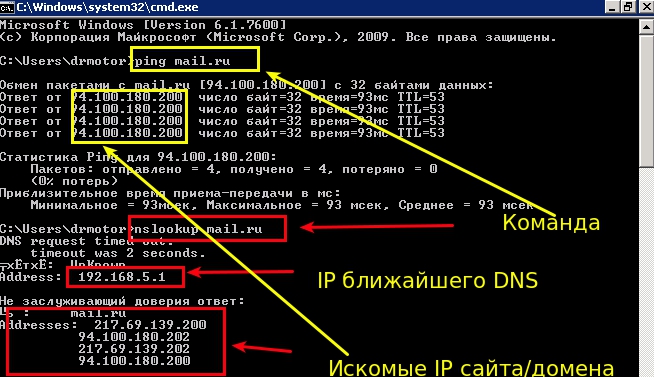 C:\Windows\system32\cmd.exe
Microsoft Windows [Version 6.1.7600]
(c) Корпорация Майкрософт (Microsoft Corp.), 2009. Все права защищены.
C:\Users\drmotor>ping mail.ru
Обмен пакетами с mail.ru [94.100.180.200] с 32 байтами данных:
Ответ от 94.100.180.200: число байт=32 время=93мс TTL=53
Ответ от 94.100.180.200: число байт=32 время=93мс TTL=53
Ответ от 94.100.180.200: число байт=32 время=93мс TTL=53
Ответ от 94.100.180.200: число байт=32 время=93мс TTL=53
Статистика Ping для 94.100.180.200:
Пакетов: отправлено = 4, получено = 4, потеряно = 0
(0% потерь)
Приблизительное время приема-передачи в мс:
Минимальное = 93мсек, Максимальное = 93 мсек, Среднее = 93 мсек
Команда
C:\Users\drmotor>nslookup mail.ru
DNS request timed out.
timeout was 2 seconds.
╤хЁтхЁ: UnKnown
Address: 192.168.5.1
IP ближайшего DNS
Не заслуживающий доверия ответ:
mail.ru
Addresses: 217.69.139.200
94.100.180.202
217.69.139.202
94.100.180.200
Искомые IP сайта/домена